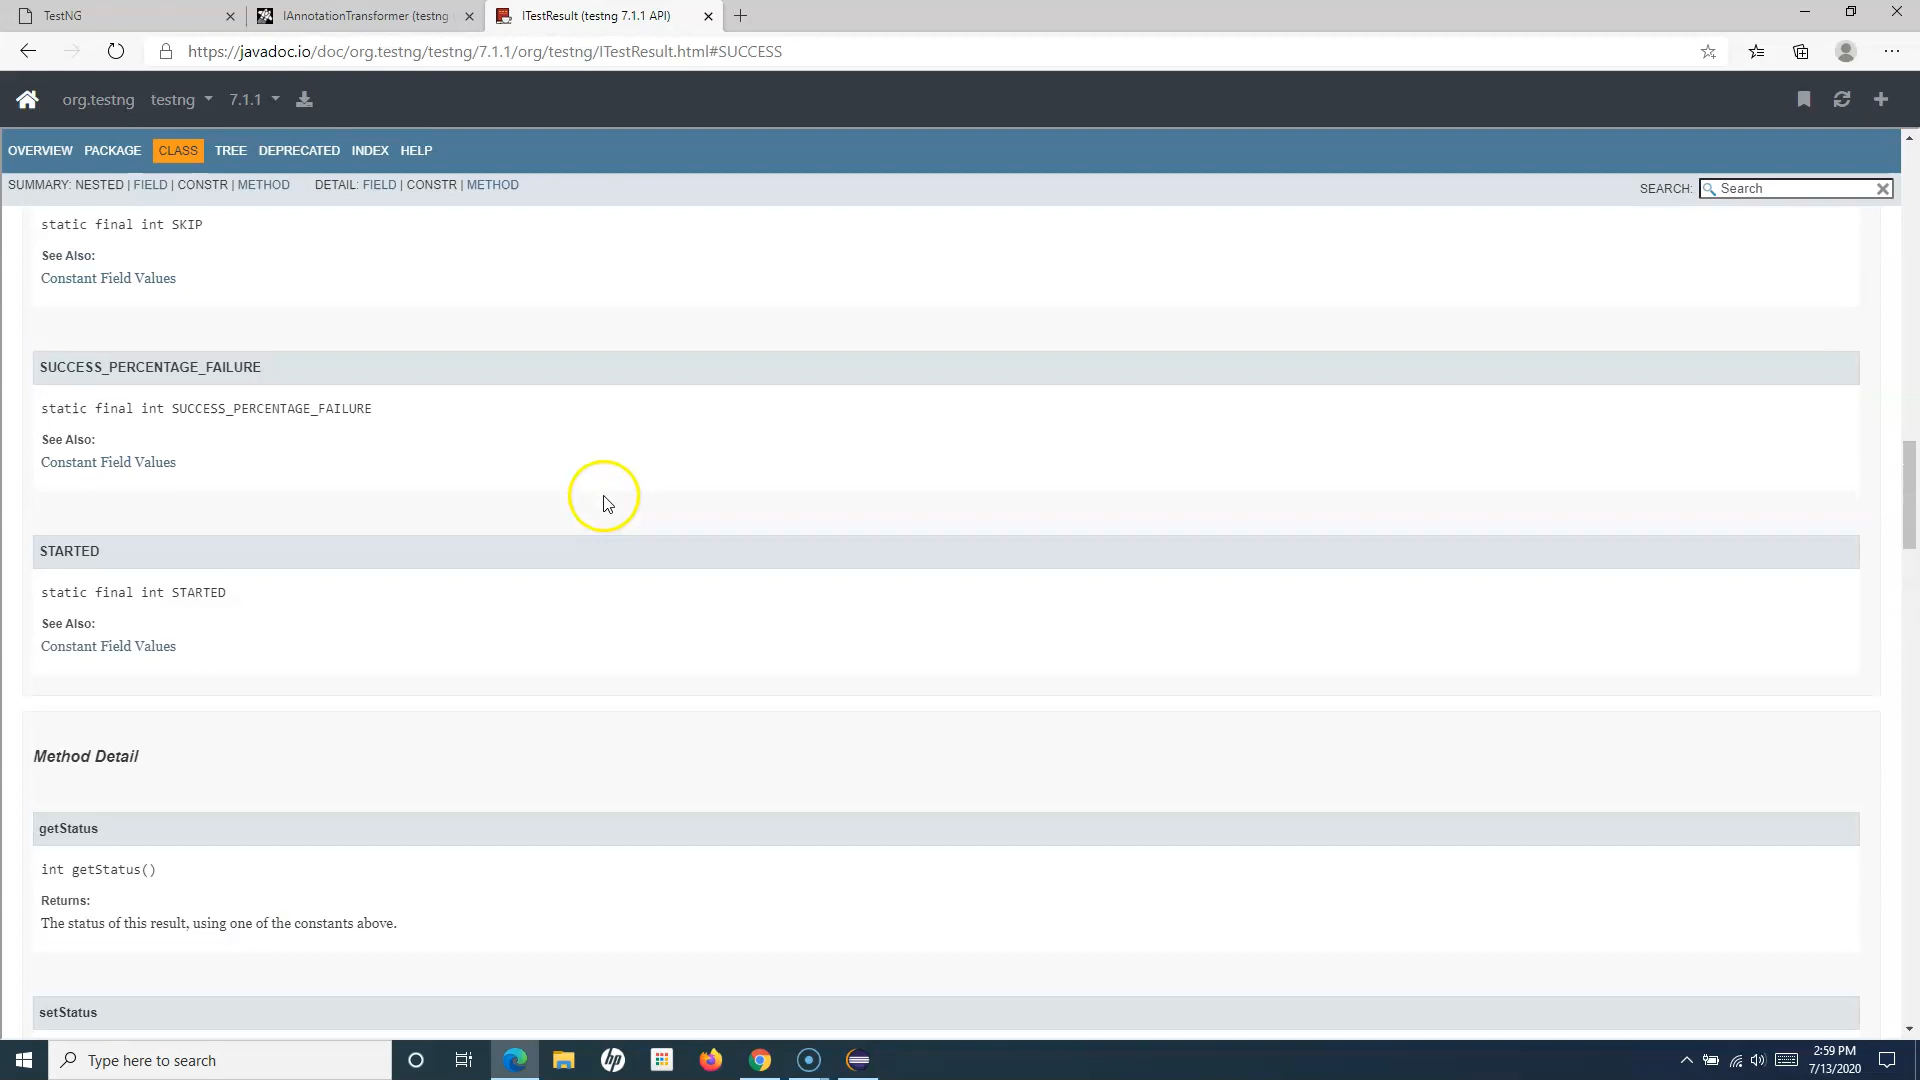 TestNG
IAnnotationTransformer (testng
ITestResult (testng 7.1.1 API)
https://javadoc.io/doc/org.testng/testng/7.1.1/org/testng/ITestResult.html#SUCCESS
org.testng testng 7.1.1
OVERVIEW PACKAGE CLASS TREE DEPRECATED INDEX HELP
SUMMARY: NESTED | FIELD | CONSTR | METHOD DETAIL: FIELD | CONSTR | METHOD
SEARCH: Search
static final int SKIP
See Also:
Constant Field Values
SUCCESS_PERCENTAGE_FAILURE
static final int SUCCESS_PERCENTAGE_FAILURE
See Also:
Constant Field Values
STARTED
static final int STARTED
See Also:
Constant Field Values
Method Detail
getStatus
int getStatus()
Returns:
The status of this result, using one of the constants above.
setStatus
Type here to search
hp
2:59 PM
7/13/2020